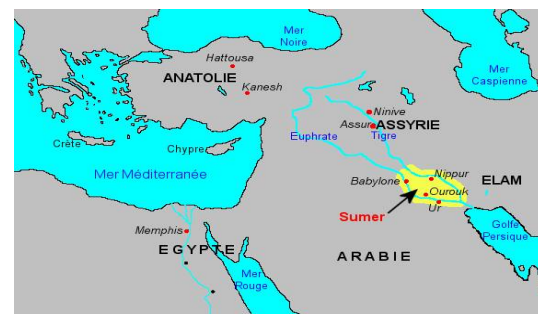 Mer
Noire
Hattousa
ANATOLIE
Kanesh
Mer
Caspienne
Ninive
Assur
ASSYRIE
Euphrate
Tigre
Crète
Chypre
Mer Méditerranée
Babylone
Nippur
ELAM
Ourouk
Ur
Sumer
Golfe
Persique
Memphis
EGYPTE
ARABIE
Mer
Rouge